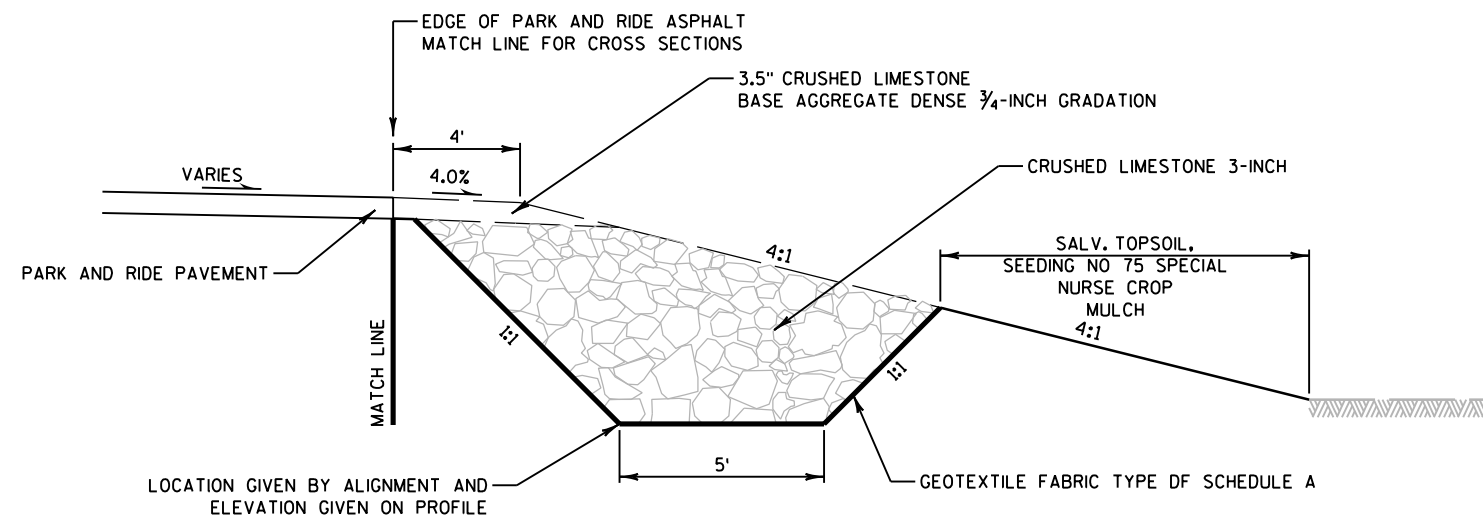 EDGE OF PARK AND RIDE ASPHALT
MATCH LINE FOR CROSS SECTIONS
3.5" CRUSHED LIMESTONE
BASE AGGREGATE DENSE ¾-INCH GRADATION
4'
CRUSHED LIMESTONE 3-INCH
VARIES
4.0%
PARK AND RIDE PAVEMENT
4:1
SALV. TOPSOIL,
SEEDING NO 75 SPECIAL
NURSE CROP
MULCH
4:1
MATCH LINE
1:1
1:1
5'
LOCATION GIVEN BY ALIGNMENT AND
ELEVATION GIVEN ON PROFILE
GEOTEXTILE FABRIC TYPE DF SCHEDULE A